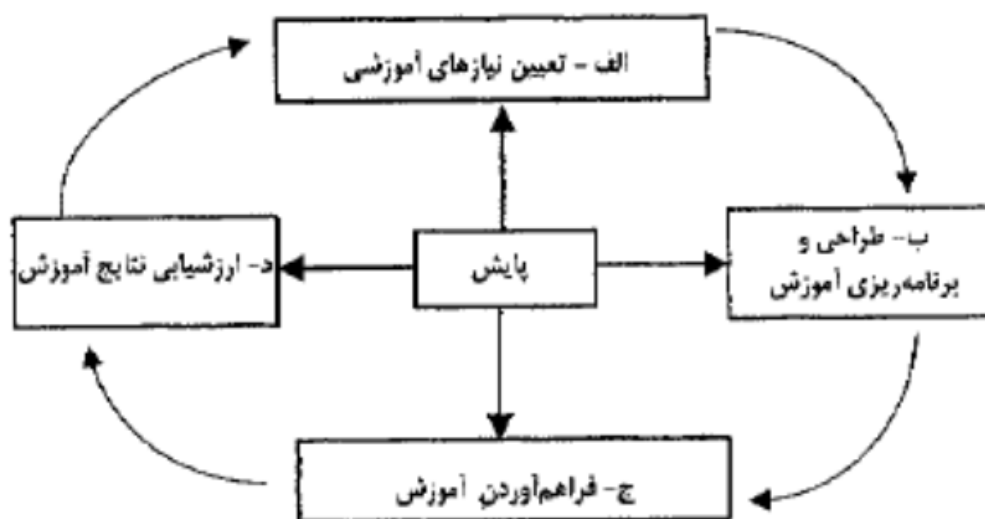 الف - تعیین نیازهای آموزشی
ب- طراحی و
برنامه‌ریزی آموزش
پایش
د- ارزشیابی نتایج آموزش
ج- فراهم‌آوردن آموزش